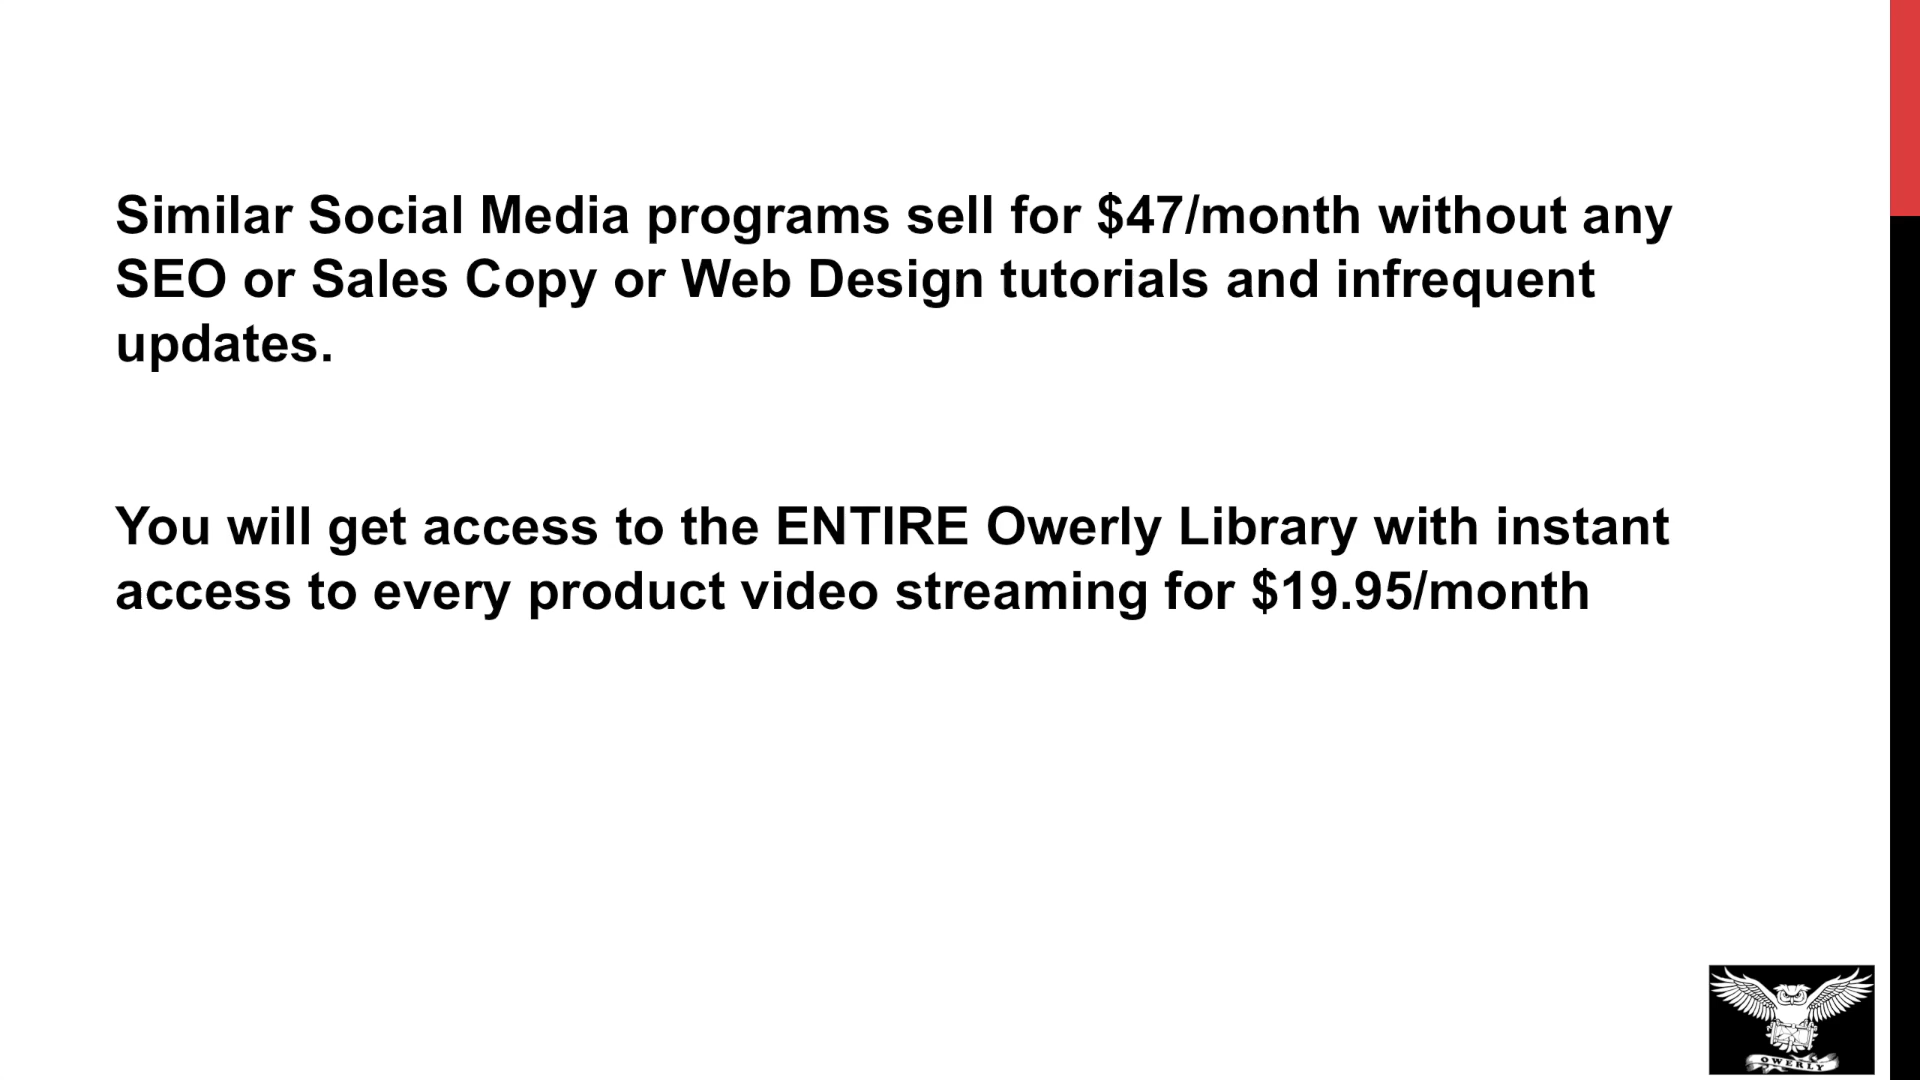 Similar Social Media programs sell for $47/month without any
SEO or Sales Copy or Web Design tutorials and infrequent
updates.
You will get access to the ENTIRE Owerly Library with instant
access to every product video streaming for $19.95/month
OWERLY